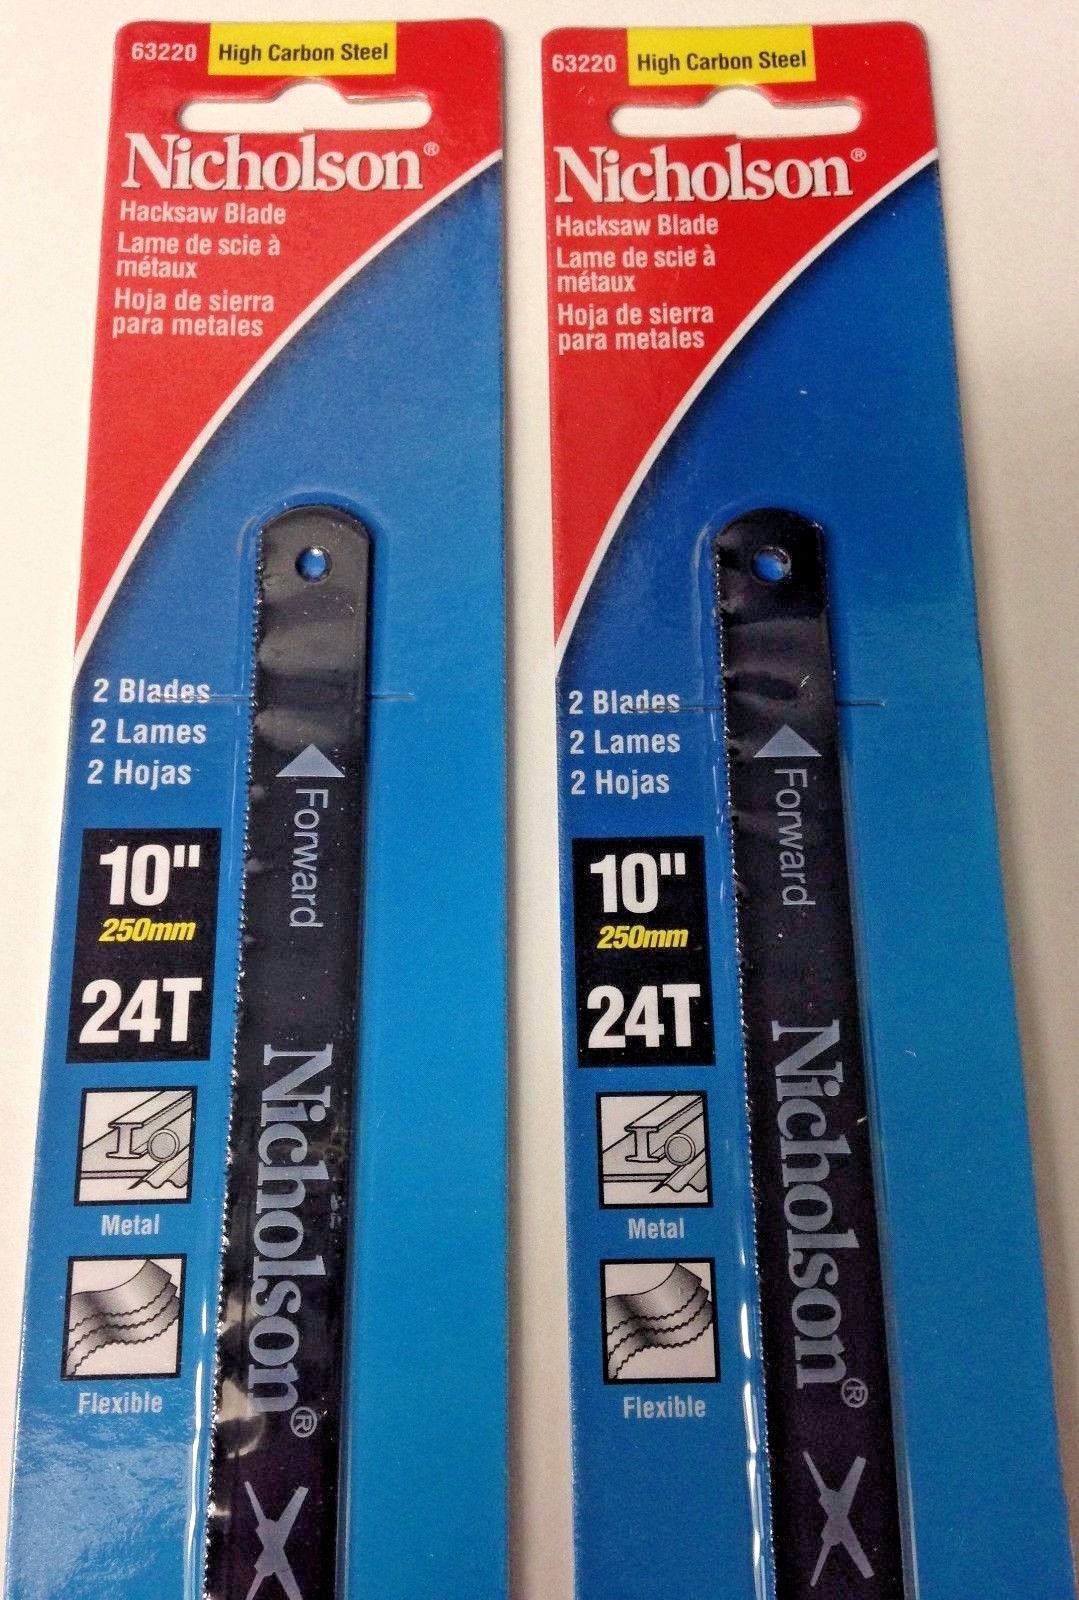 63220
High Carbon Steel
Nicholson®
Hacksaw Blade
Lame de scie à
métaux
Hoja de sierra
para metales
2 Blades
2 Lames
2 Hojas
10"
250mm
24T
Metal
Flexible
Forward
Nicholson®
63220
High Carbon Steel
Nicholson®
Hacksaw Blade
Lame de scie à
métaux
Hoja de sierra
para metales
2 Blades
2 Lames
2 Hojas
10"
250mm
24T
Metal
Flexible
Forward
Nicholson®